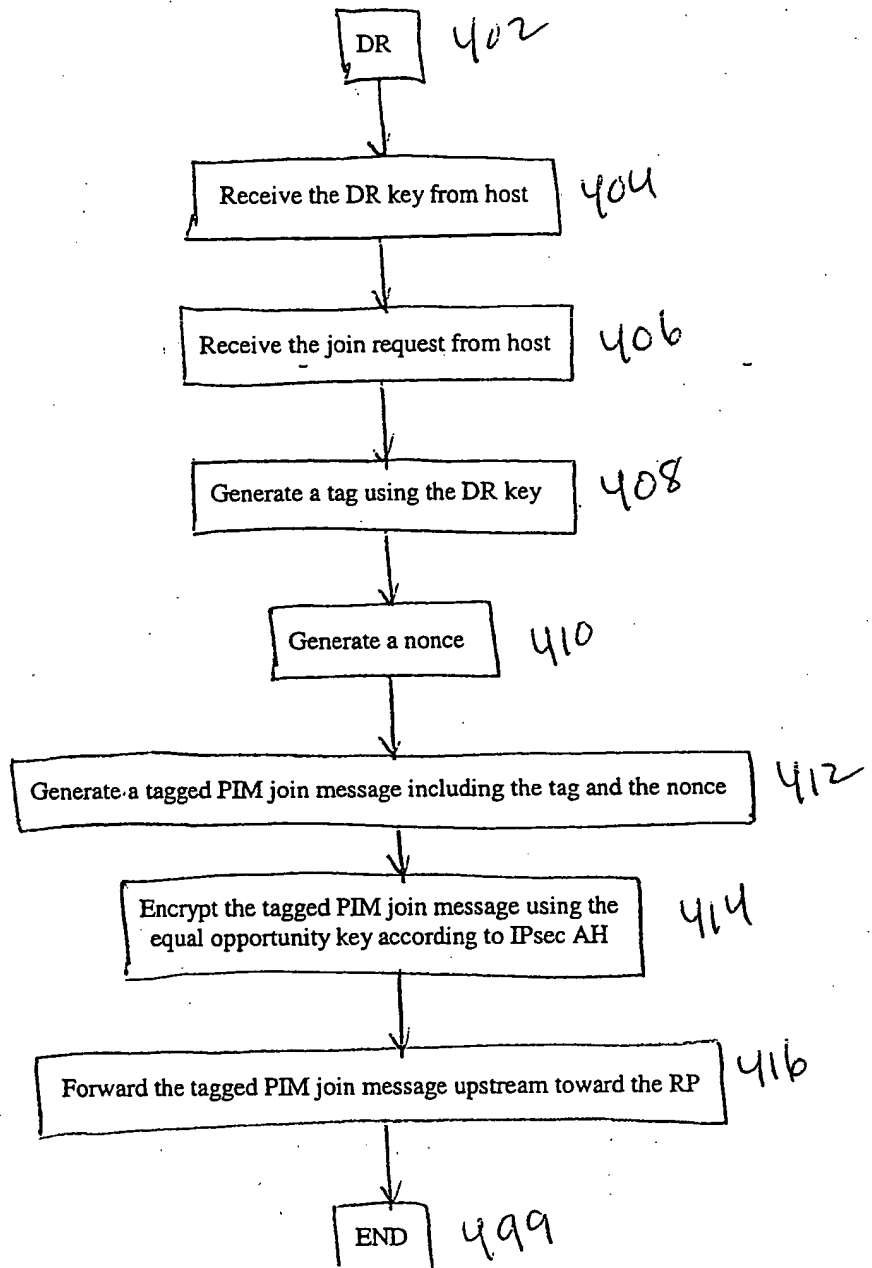 DR 402
Receive the DR key from host 404
Receive the join request from host 406
Generate a tag using the DR key 408
Generate a nonce 410
Generate a tagged PIM join message including the tag and the nonce 412
Encrypt the tagged PIM join message using the
equal opportunity key according to IPsec AH 414
Forward the tagged PIM join message upstream toward the RP 416
END 499